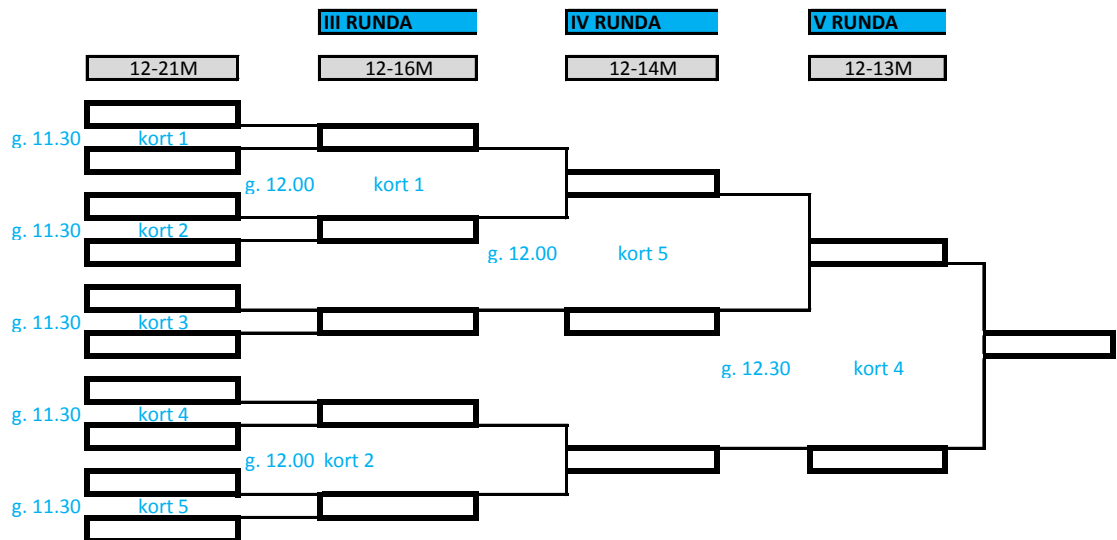 III RUNDA IV RUNDA V RUNDA
12-21M 12-16M 12-14M 12-13M
g. 11.30 kort 1
g. 12.00 kort 1
g. 11.30 kort 2
g. 12.00 kort 5
g. 11.30 kort 3
g. 12.30 kort 4
g. 11.30 kort 4
g. 12.00 kort 2
g. 11.30 kort 5